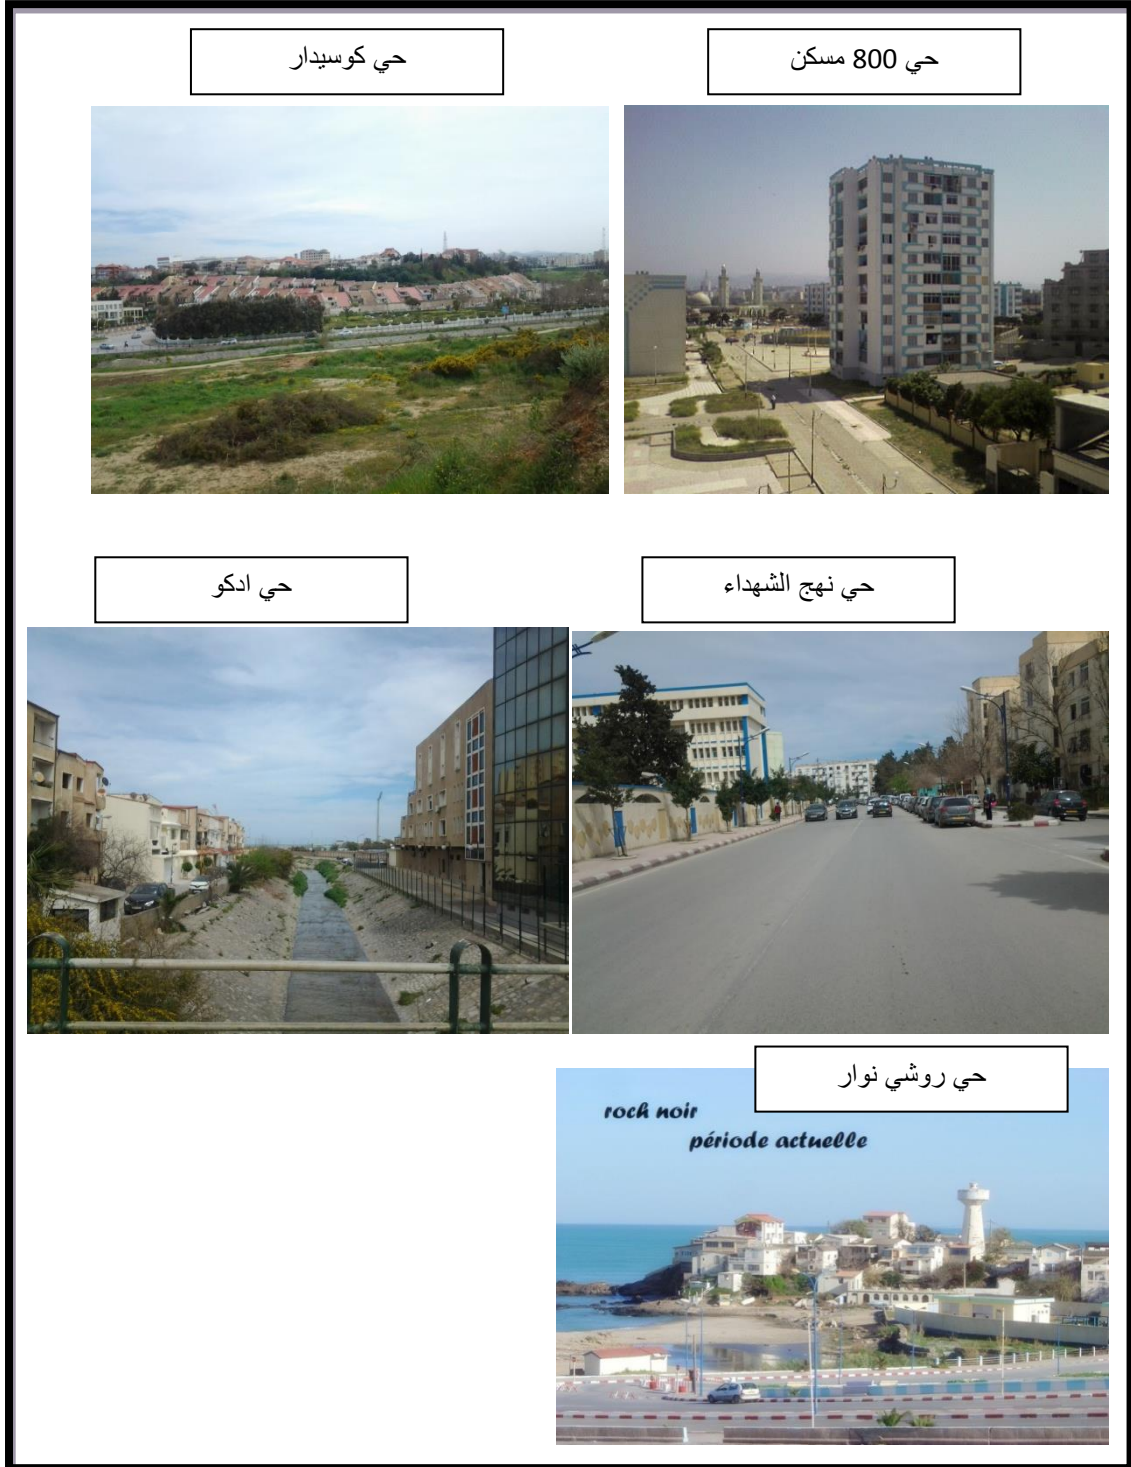 حي 800 مسكن
حي كوسيدار
حي نهج الشهداء
حي ادكو
حي روشي نوار
roch noir
période actuelle